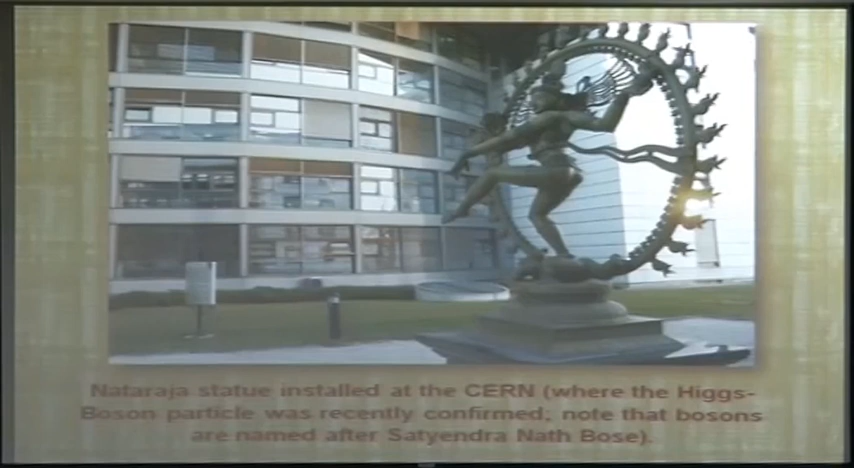 Nataraja statue installed at the CERN (where the Higgs-
Boson particle was recently confirmed; note that bosons
are named after Satyendra Nath Bose).